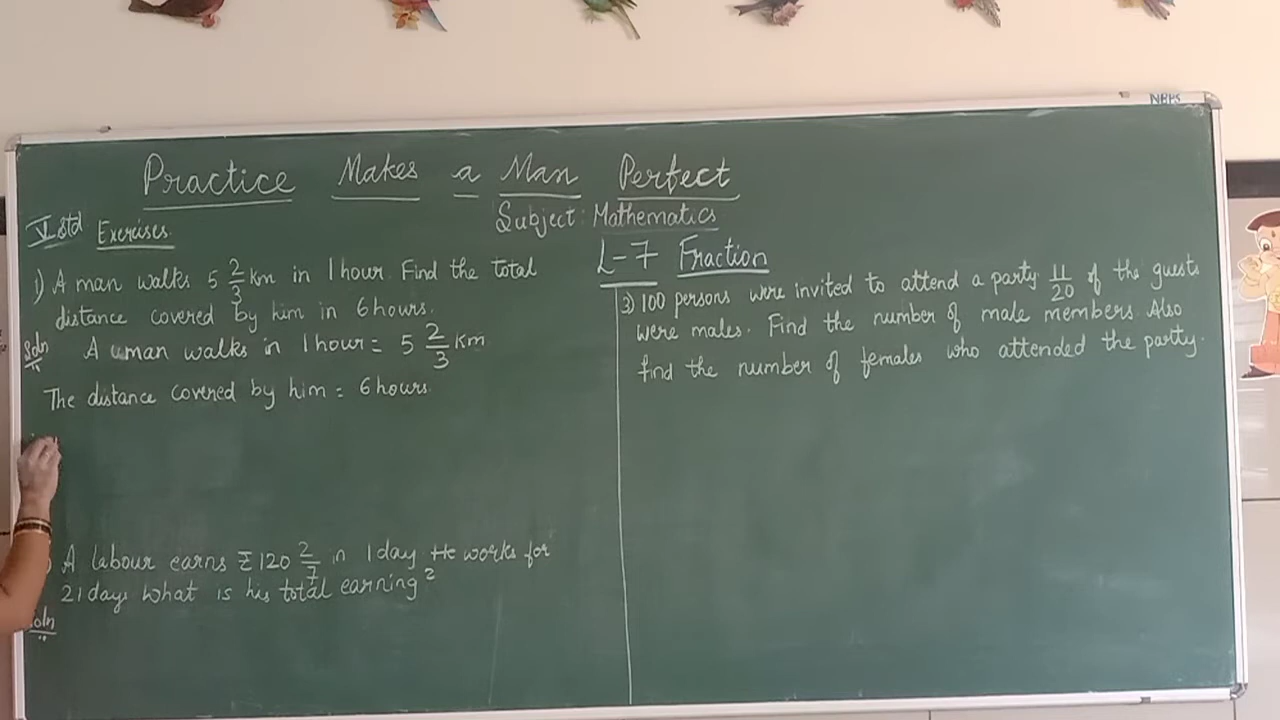 NBPS
Practice Makes a Man Perfect
Subject: Mathematics
V Std Exercises
L-7 Fraction
1) A man walks 5 2/3 km in 1 hour. Find the total
distance covered by him in 6 hours.
Soln
A man walks in 1 hour = 5 2/3 km
The distance covered by him = 6 hours.
) A labour earns ₹ 120 2/7 in 1 day He works for
21 days what is his total earning?
Soln
3) 100 persons were invited to attend a party 11/20 of the guests
were males. Find the number of male members. Also
find the number of females who attended the party.